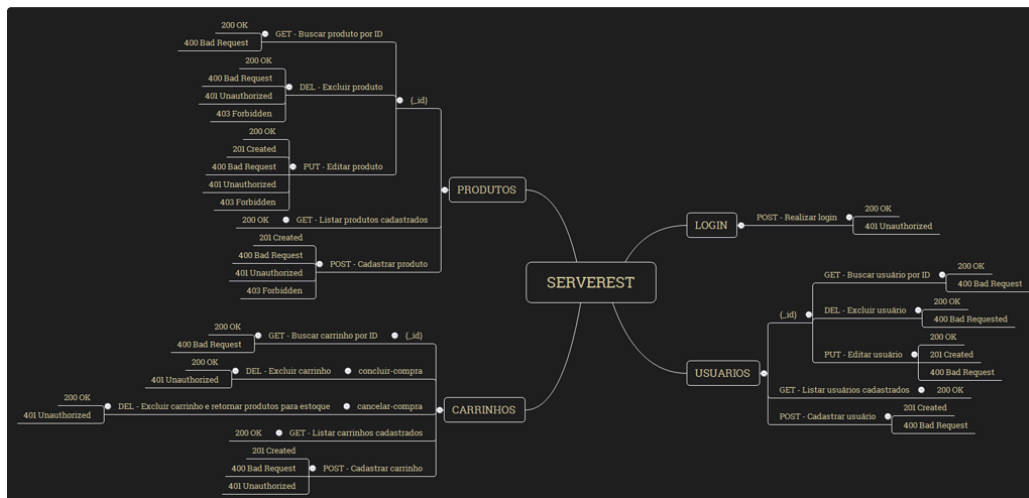 SERVEREST
PRODUTOS
{_id}
GET - Buscar produto por ID
200 OK
400 Bad Request
DEL - Excluir produto
200 OK
400 Bad Request
401 Unauthorized
403 Forbidden
PUT - Editar produto
200 OK
201 Created
400 Bad Request
401 Unauthorized
403 Forbidden
GET - Listar produtos cadastrados
200 OK
POST - Cadastrar produto
201 Created
400 Bad Request
401 Unauthorized
403 Forbidden
CARRINHOS
{_id}
GET - Buscar carrinho por ID
200 OK
400 Bad Request
concluir-compra
DEL - Excluir carrinho
200 OK
401 Unauthorized
cancelar-compra
DEL - Excluir carrinho e retornar produtos para estoque
200 OK
401 Unauthorized
GET - Listar carrinhos cadastrados
200 OK
POST - Cadastrar carrinho
201 Created
400 Bad Request
401 Unauthorized
LOGIN
POST - Realizar login
200 OK
401 Unauthorized
USUARIOS
{_id}
GET - Buscar usuário por ID
200 OK
400 Bad Request
DEL - Excluir usuário
200 OK
400 Bad Requested
PUT - Editar usuário
200 OK
201 Created
400 Bad Request
GET - Listar usuários cadastrados
200 OK
POST - Cadastrar usuário
201 Created
400 Bad Request